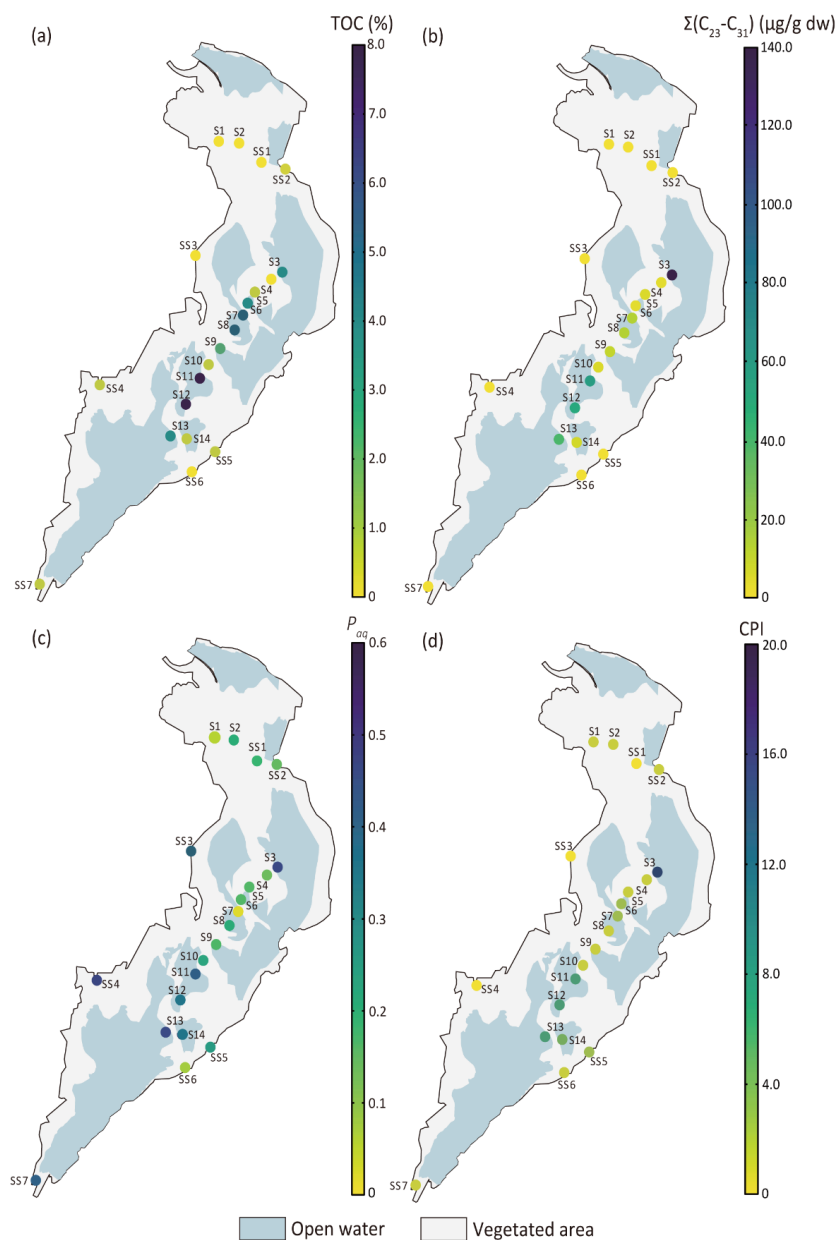 (a)
TOC (%)
8.0
7.0
6.0
5.0
4.0
3.0
2.0
1.0
0
S1
S2
SS1
SS2
SS3
S3
S4
S5
S6
S7
S8
S9
S10
S11
SS4
S12
S13
S14
SS5
SS6
SS7
(b)
Σ(C23-C31) (µg/g dw)
140.0
120.0
100.0
80.0
60.0
40.0
20.0
0
S1
S2
SS1
SS2
SS3
S3
S4
S5
S6
S7
S8
S9
S10
S11
SS4
S12
S13
S14
SS5
SS6
SS7
(c)
Paq
0.6
0.5
0.4
0.3
0.2
0.1
0
S1
S2
SS1
SS2
SS3
S3
S4
S5
S6
S7
S8
S9
S10
S11
SS4
S12
S13
S14
SS5
SS6
SS7
(d)
CPI
20.0
16.0
12.0
8.0
4.0
0
S1
S2
SS1
SS2
SS3
S3
S4
S5
S6
S7
S8
S9
S10
S11
SS4
S12
S13
S14
SS5
SS6
SS7
Open water
Vegetated area